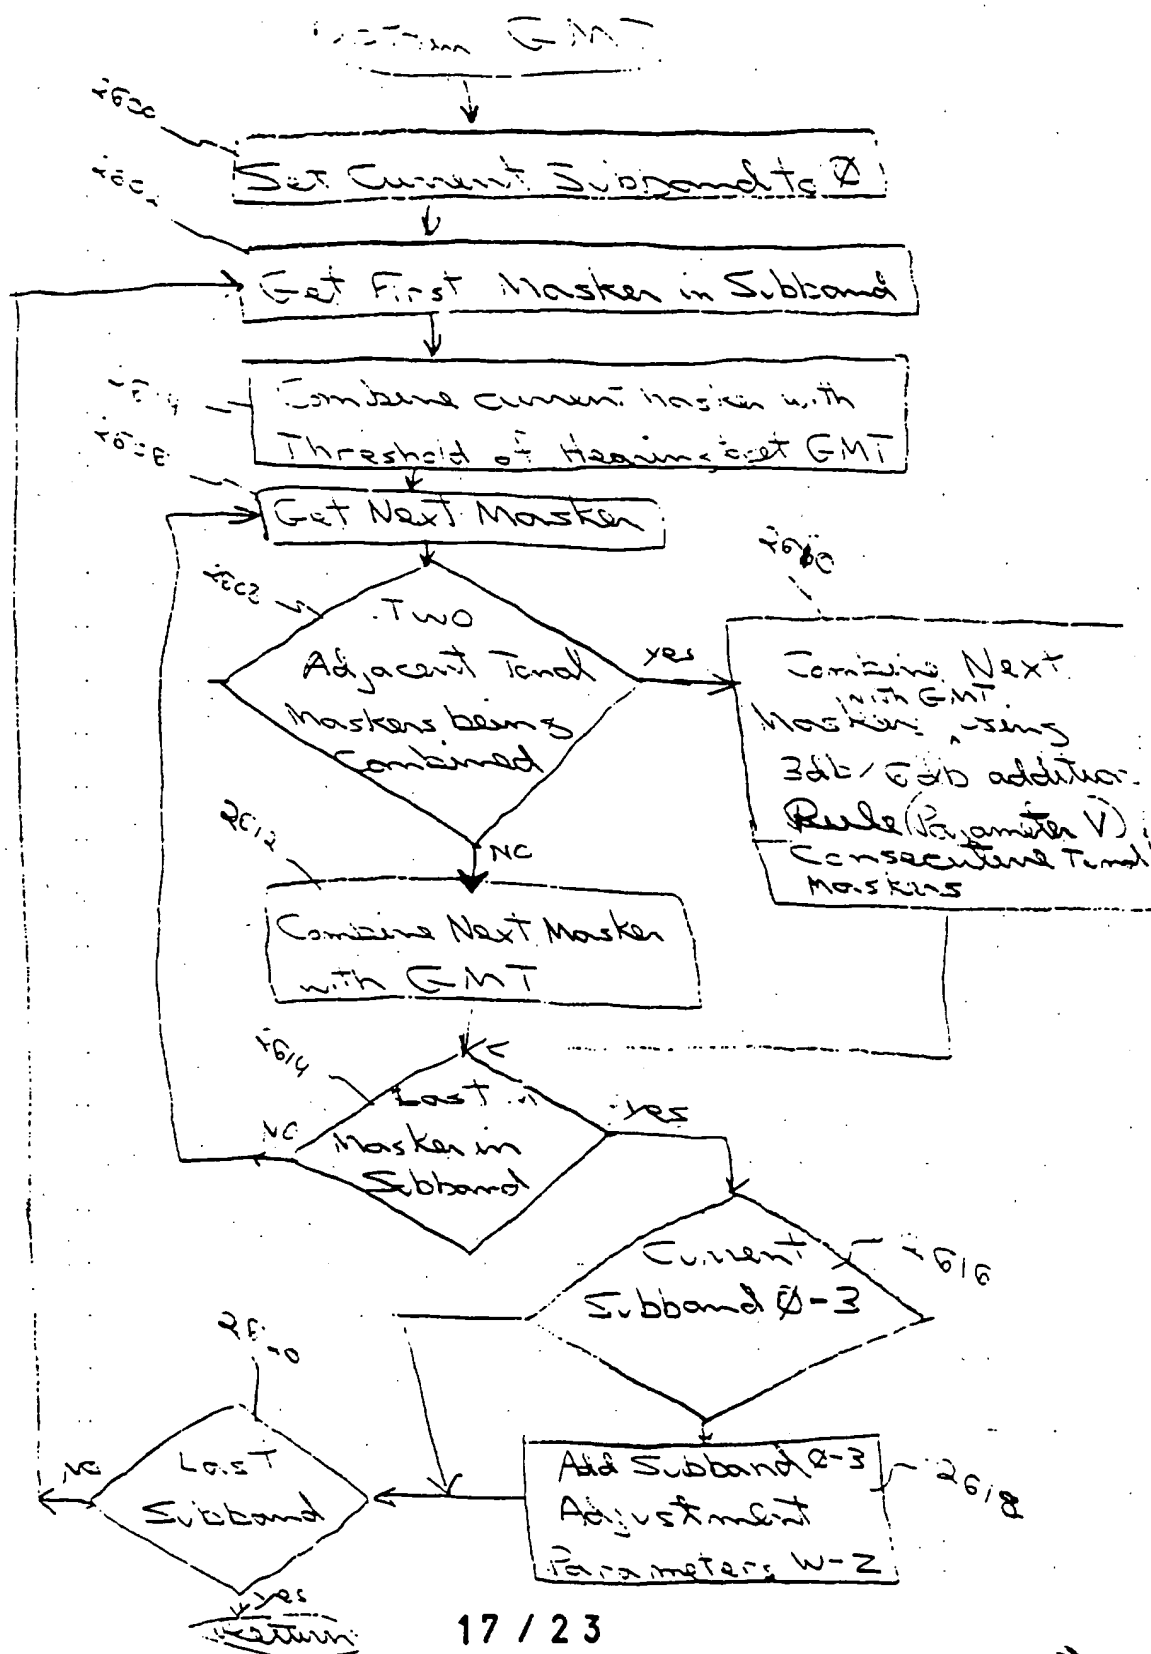 GMT
Set Current Subband to Ø
Get First Masker in Subband
Combine current masker with
Threshold of Hearing, get GMT
Get Next Masker
Two
Adjacent Tonal
Maskers being
Combined
yes
Combine Next
with GMT
Masker, using
3db/6db addition
Rule (Parameter V)
Consecutive Tonal
Maskers
2612
NO
Combine Next Masker
with GMT
2614
Last
Masker in
Subband
NO
yes
Current
Subband Ø-3
2616
Add Subband Ø-3
Adjustment
Parameters W-Z
2618
Last
Subband
NO
yes
Return
17/23